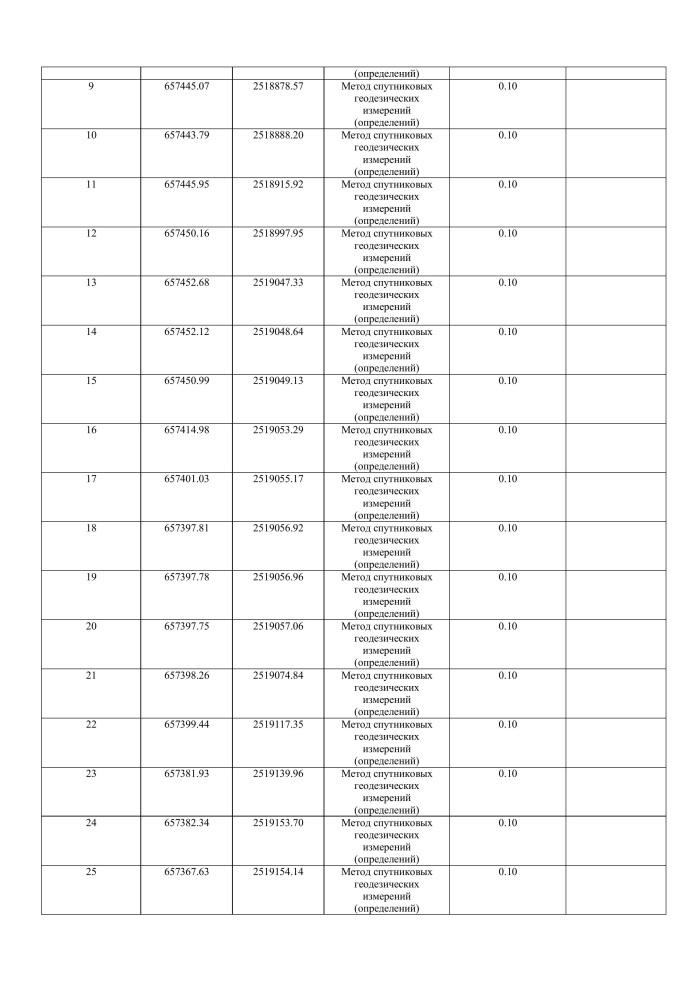 (определений)
9 657445.07 2518878.57 Метод спутниковых 0.10
геодезических
измерений
(определений)
10 657443.79 2518888.20 Метод спутниковых 0.10
геодезических
измерений
(определений)
11 657445.95 2518915.92 Метод спутниковых 0.10
геодезических
измерений
(определений)
12 657450.16 2518997.95 Метод спутниковых 0.10
геодезических
измерений
(определений)
13 657452.68 2519047.33 Метод спутниковых 0.10
геодезических
измерений
(определений)
14 657452.12 2519048.64 Метод спутниковых 0.10
геодезических
измерений
(определений)
15 657450.99 2519049.13 Метод спутниковых 0.10
геодезических
измерений
(определений)
16 657414.98 2519053.29 Метод спутниковых 0.10
геодезических
измерений
(определений)
17 657401.03 2519055.17 Метод спутниковых 0.10
геодезических
измерений
(определений)
18 657397.81 2519056.92 Метод спутниковых 0.10
геодезических
измерений
(определений)
19 657397.78 2519056.96 Метод спутниковых 0.10
геодезических
измерений
(определений)
20 657397.75 2519057.06 Метод спутниковых 0.10
геодезических
измерений
(определений)
21 657398.26 2519074.84 Метод спутниковых 0.10
геодезических
измерений
(определений)
22 657399.44 2519117.35 Метод спутниковых 0.10
геодезических
измерений
(определений)
23 657381.93 2519139.96 Метод спутниковых 0.10
геодезических
измерений
(определений)
24 657382.34 2519153.70 Метод спутниковых 0.10
геодезических
измерений
(определений)
25 657367.63 2519154.14 Метод спутниковых 0.10
геодезических
измерений
(определений)